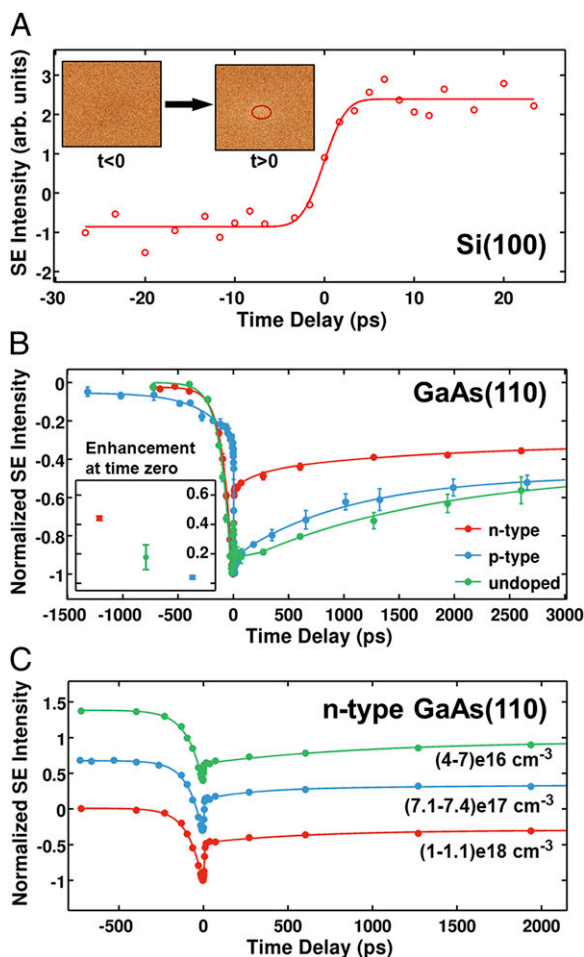 A
SE Intensity (arb. units)
3
2
1
0
-1
-2
t<0
t>0
Si(100)
-30
-20
-10
0
10
20
Time Delay (ps)
B
Normalized SE Intensity
0
-0.2
-0.4
-0.6
-0.8
-1
GaAs(110)
Enhancement
at time zero
0.6
0.4
0.2
n-type
p-type
undoped
-1500
-1000
-500
0
500
1000
1500
2000
2500
3000
Time Delay (ps)
C
Normalized SE Intensity
1.5
1
0.5
0
-0.5
-1
n-type GaAs(110)
(4-7)e16 cm⁻³
(7.1-7.4)e17 cm⁻³
(1-1.1)e18 cm⁻³
-500
0
500
1000
1500
2000
Time Delay (ps)